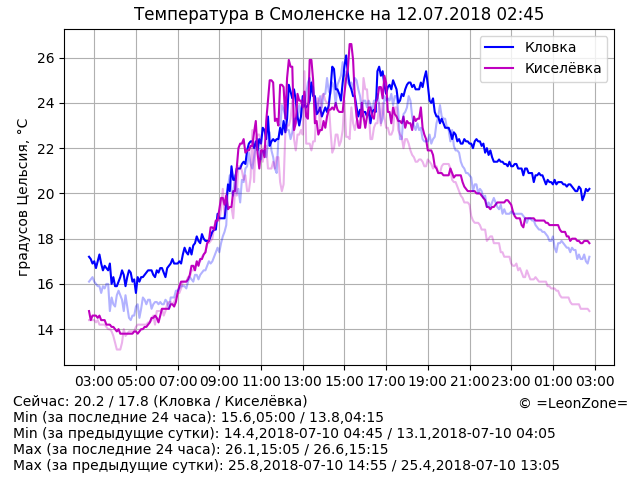 Температура в Смоленске на 12.07.2018 02:45
Кловка
Киселёвка
градусов Цельсия, °C
26
24
22
20
18
16
14
03:00 05:00 07:00 09:00 11:00 13:00 15:00 17:00 19:00 21:00 23:00 01:00 03:00
Сейчас: 20.2 / 17.8 (Кловка / Киселёвка)
© =LeonZone=
Min (за последние 24 часа): 15.6,05:00 / 13.8,04:15
Min (за предыдущие сутки): 14.4,2018-07-10 04:45 / 13.1,2018-07-10 04:05
Max (за последние 24 часа): 26.1,15:05 / 26.6,15:15
Max (за предыдущие сутки): 25.8,2018-07-10 14:55 / 25.4,2018-07-10 13:05